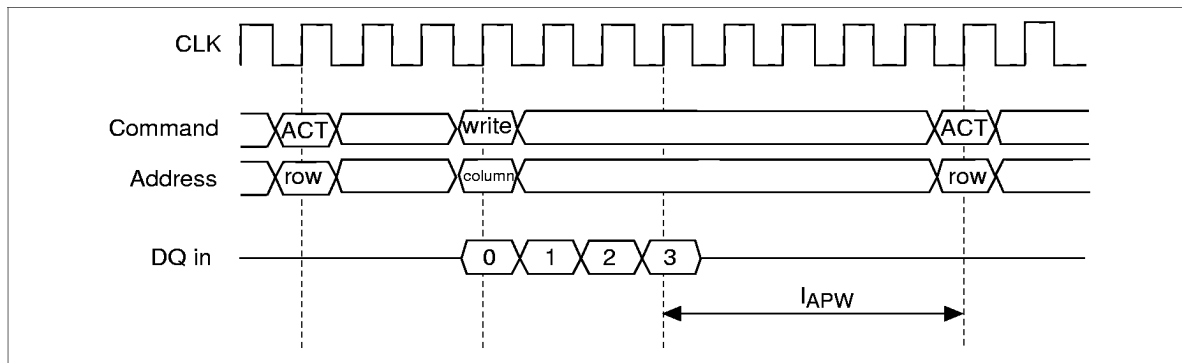 CLK
Command ACT write ACT
Address row column row
DQ in 0 1 2 3
IAPW